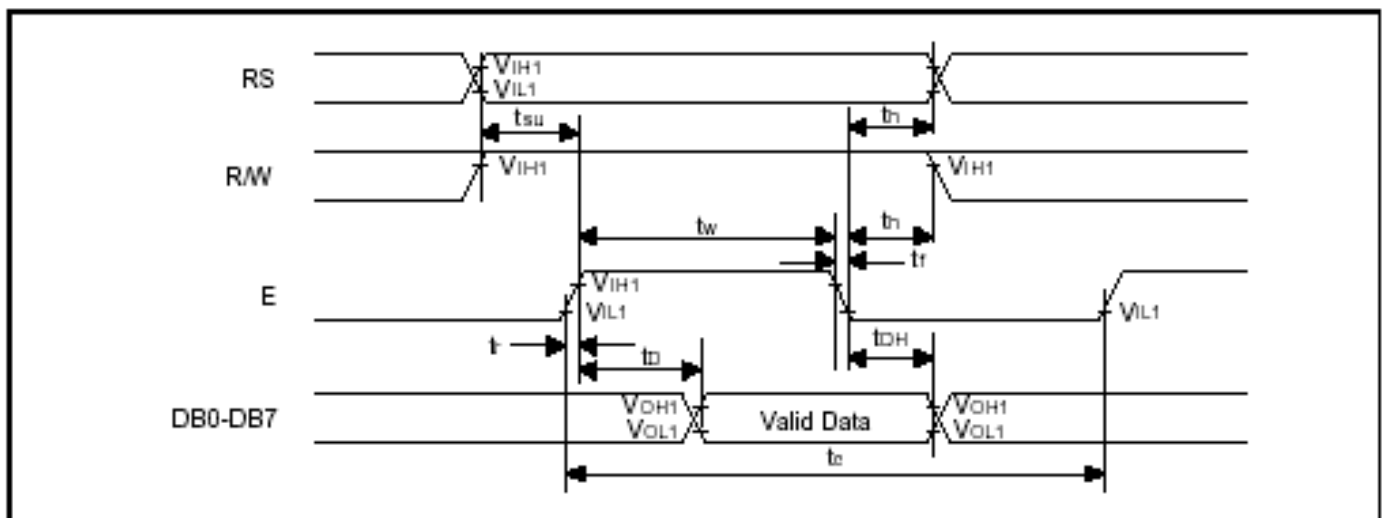 RS
VIH1
VIL1
tsu
th
R/W
VIH1
VIH1
tw
th
tf
E
VIH1
VIL1
VIL1
tr
tD
tDH
DB0-DB7
VOH1
VOL1
Valid Data
VOH1
VOL1
tc